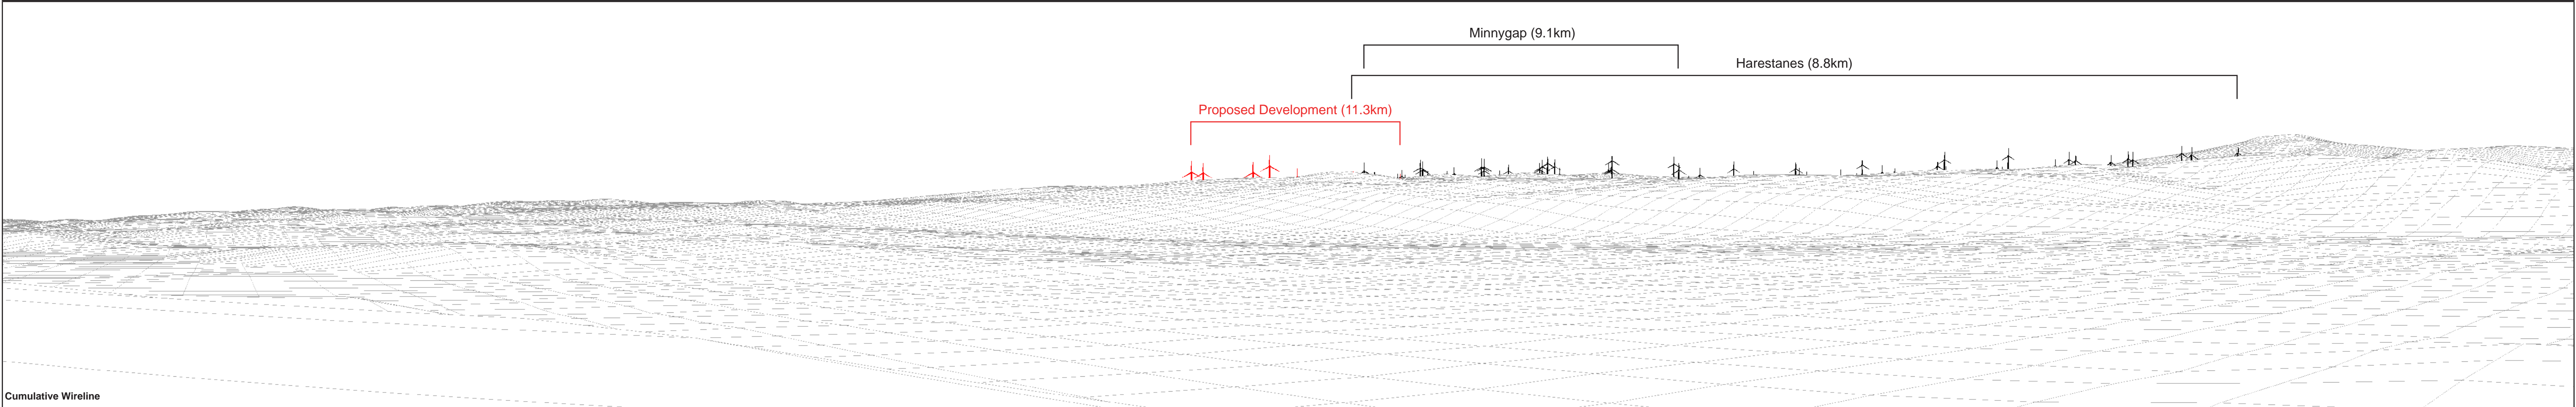 Minnygap (9.1km)
Harestanes (8.8km)
Proposed Development (11.3km)
Cumulative Wireline